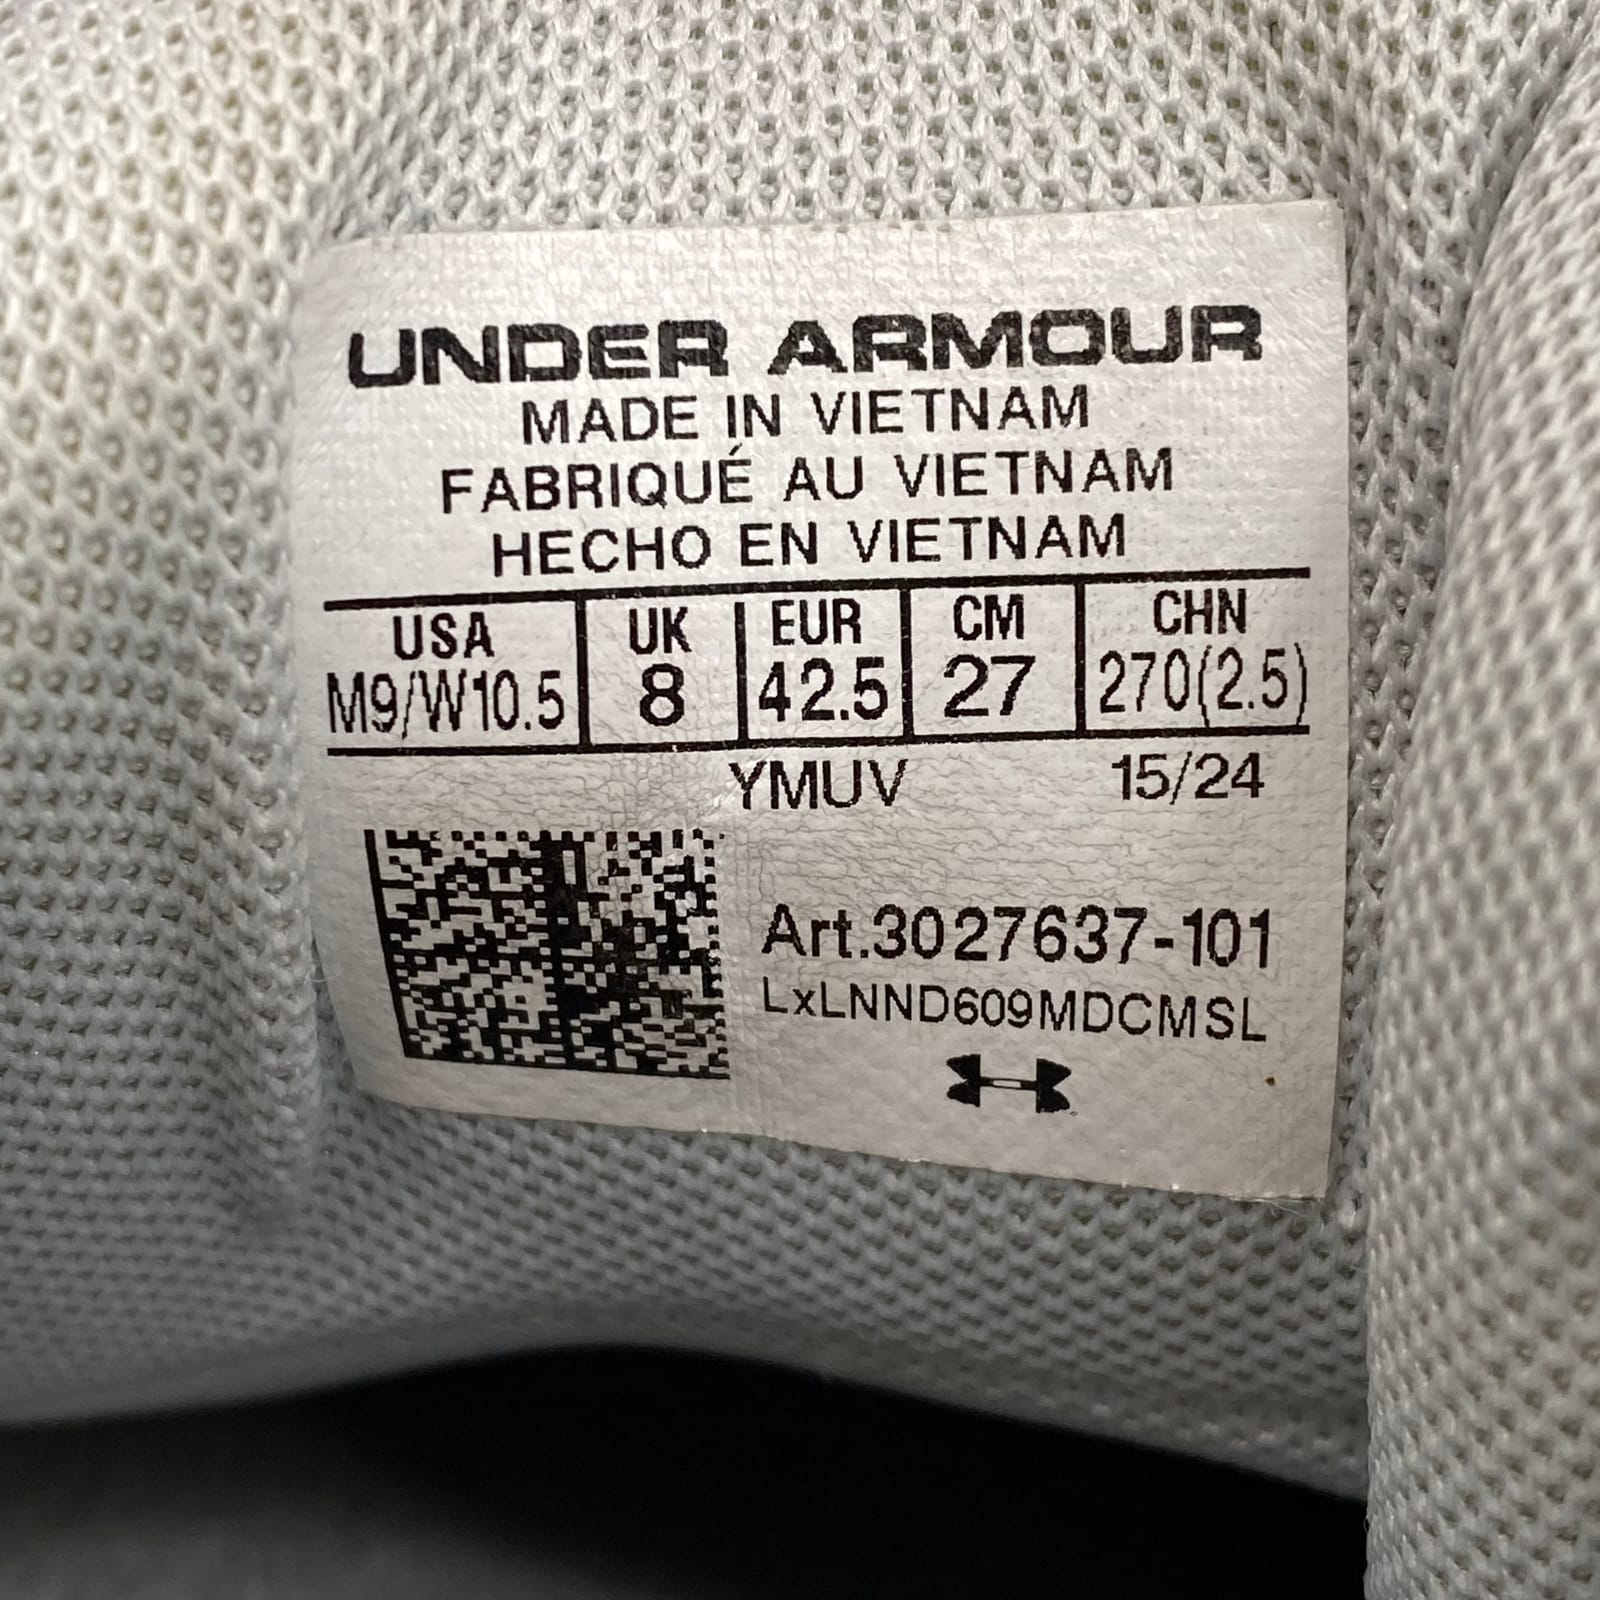 UNDER ARMOUR
MADE IN VIETNAM
FABRIQUÉ AU VIETNAM
HECHO EN VIETNAM
USA UK EUR CM CHN
M9/W10.5 8 42.5 27 270(2.5)
YMUV 15/24
Art.3027637-101
LxLNND609MDCMSL